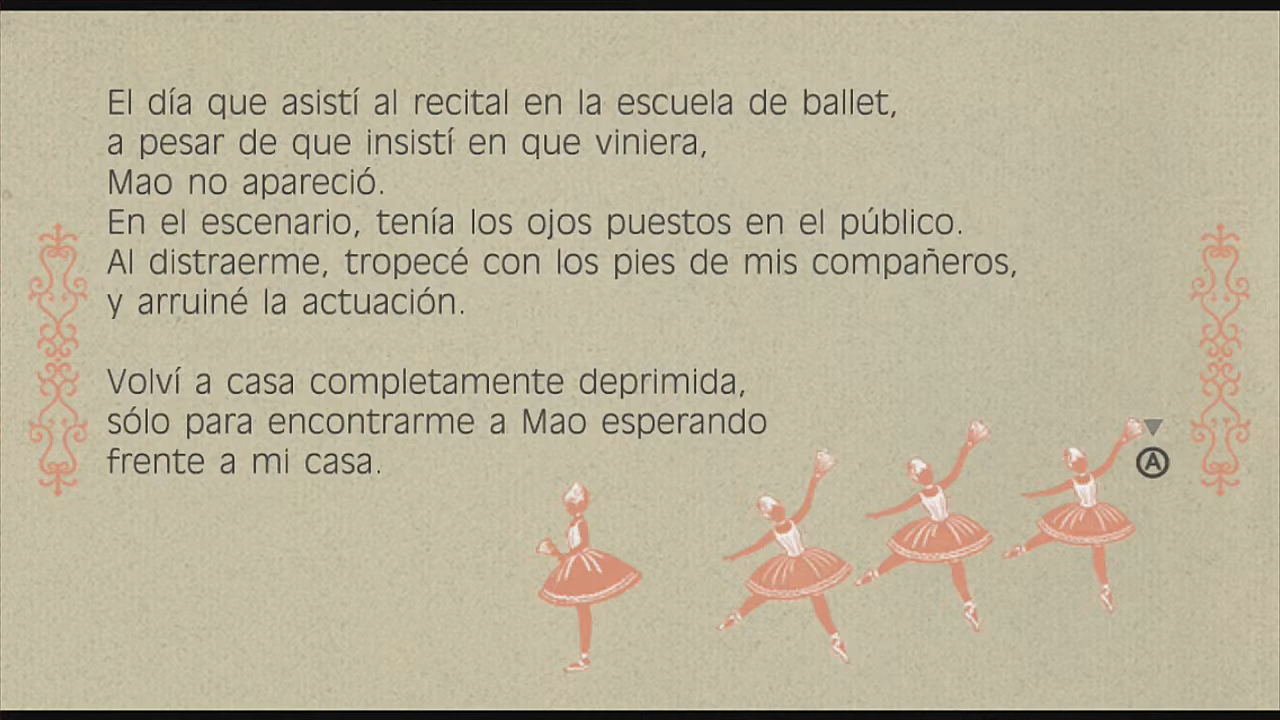 El día que asistí al recital en la escuela de ballet,
a pesar de que insistí en que viniera,
Mao no apareció.
En el escenario, tenía los ojos puestos en el público.
Al distraerme, tropecé con los pies de mis compañeros,
y arruiné la actuación.
Volví a casa completamente deprimida,
sólo para encontrarme a Mao esperando
frente a mi casa.
A